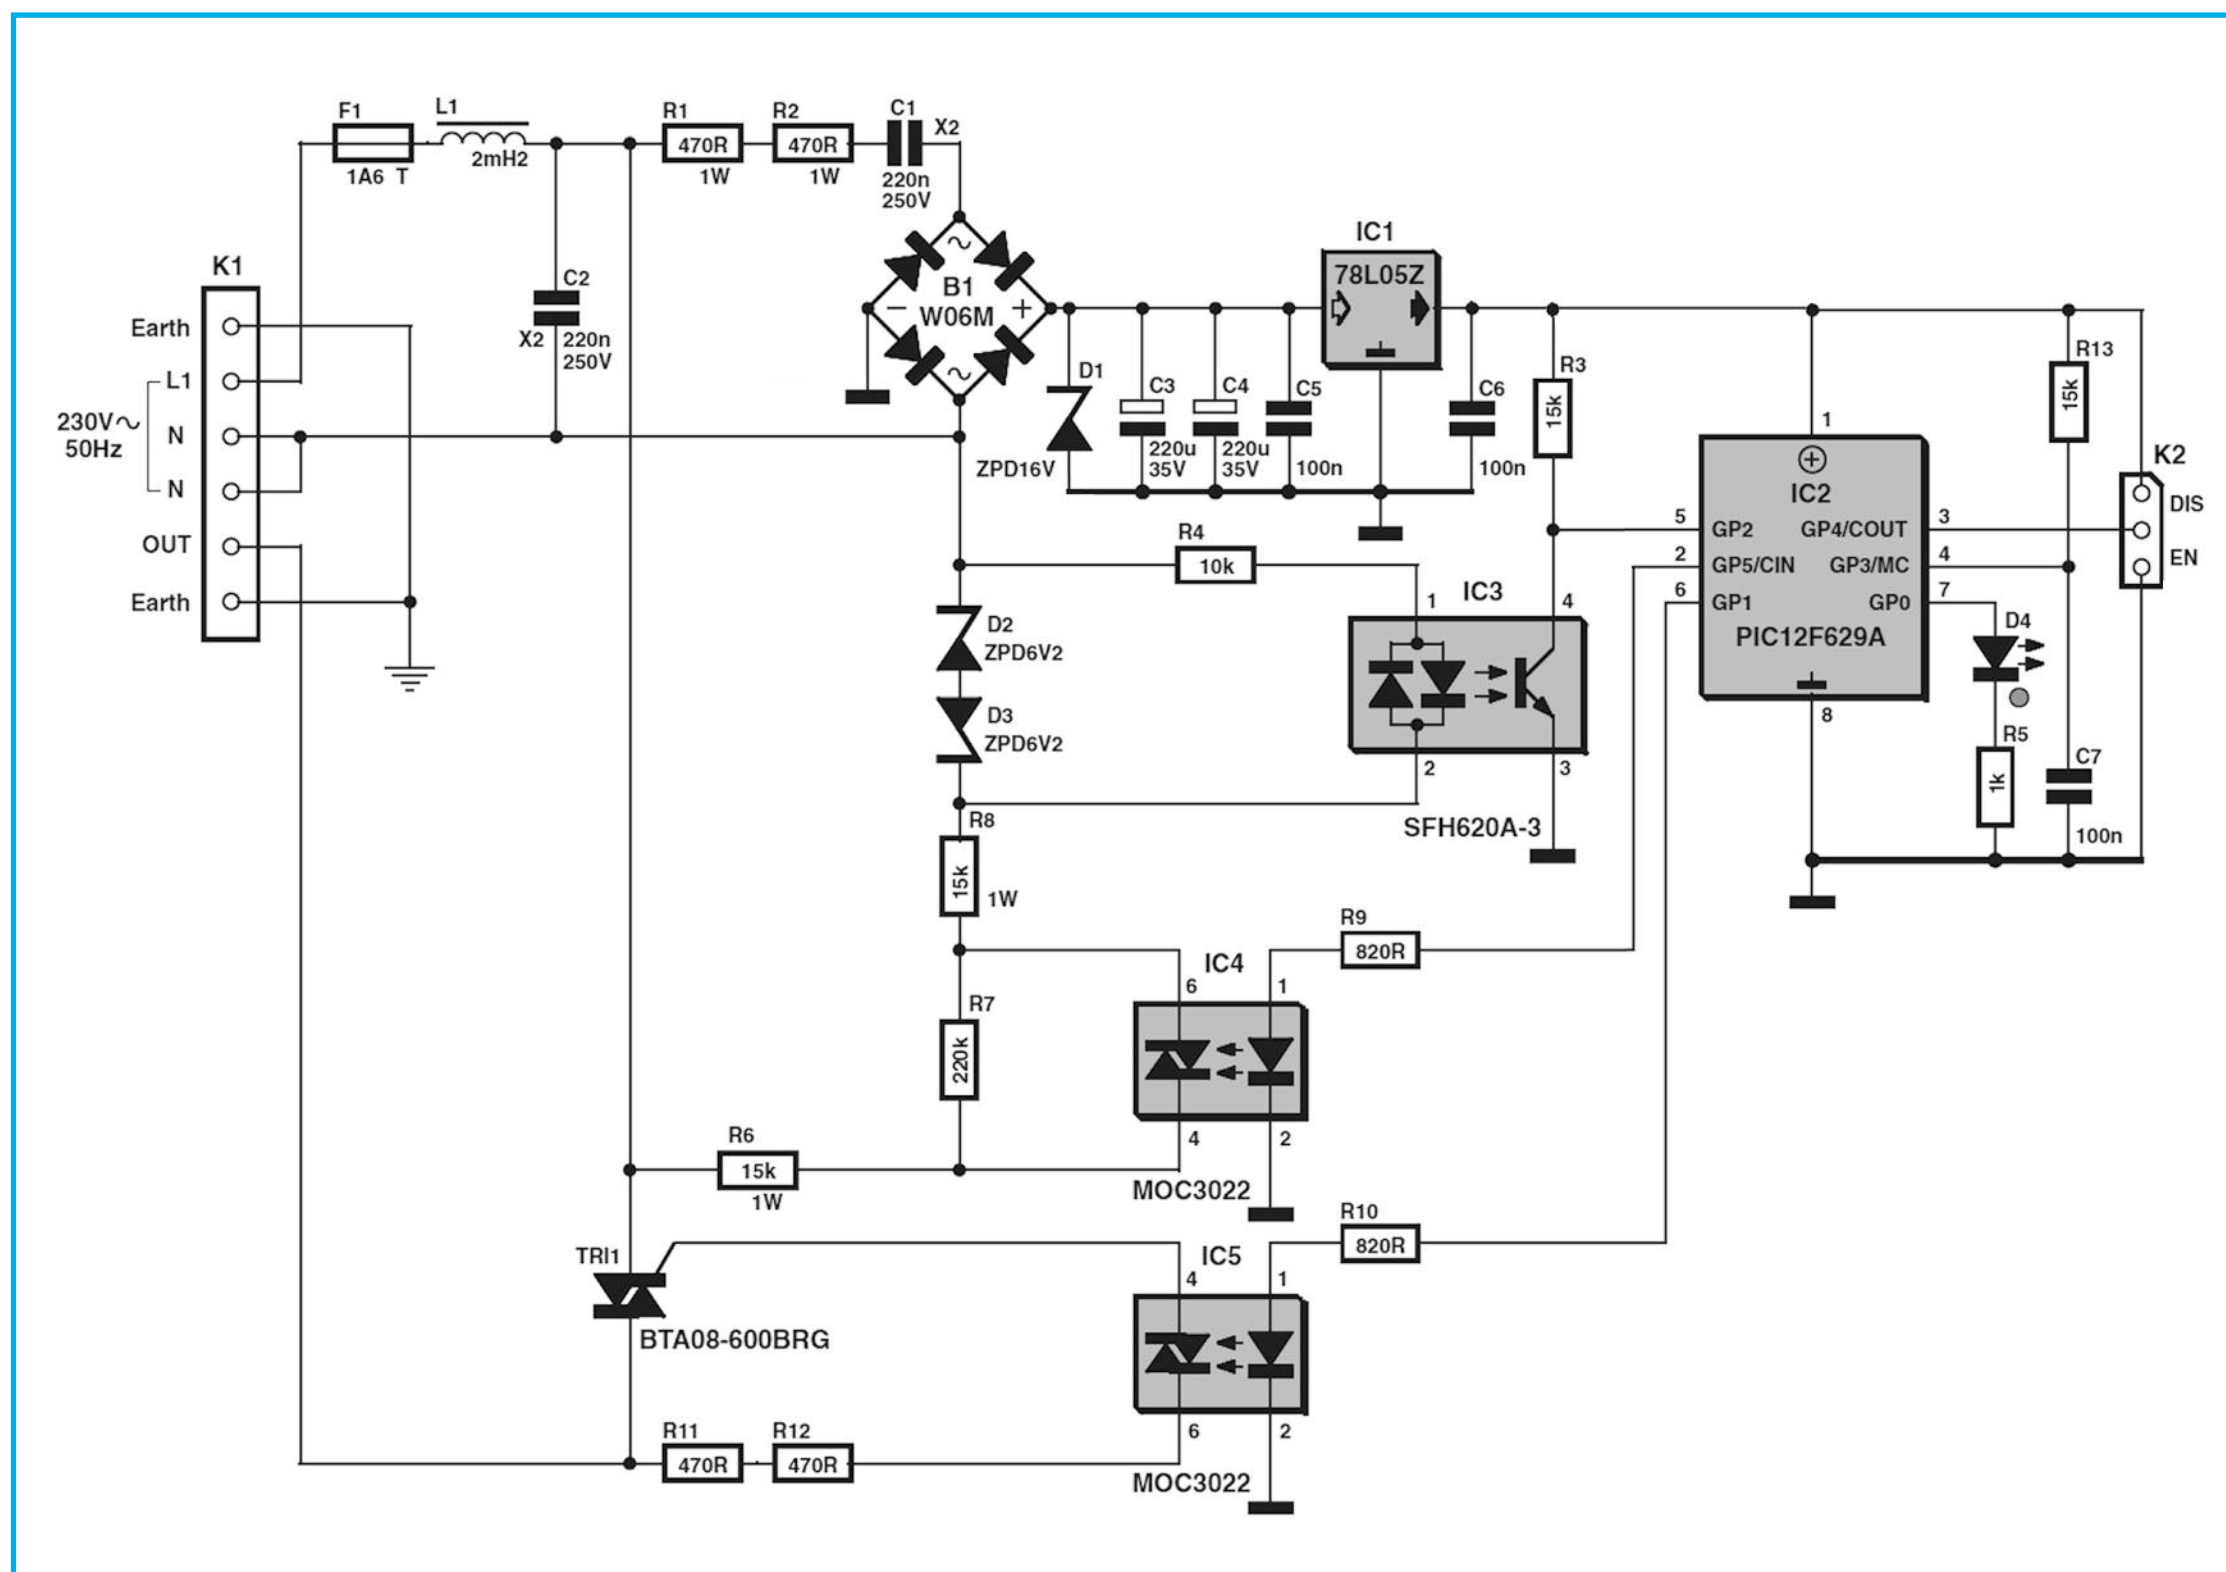 F1
1A6 T
L1
2mH2
R1
470R
1W
R2
470R
1W
C1
X2
220n
250V
K1
Earth
L1
N
N
OUT
Earth
230V~
50Hz
C2
X2
220n
250V
~
B1
W06M
− +
~
D1
ZPD16V
C3
220u
35V
C4
220u
35V
C5
100n
IC1
78L05Z
C6
100n
R3
15k
R13
15k
K2
DIS
EN
1
IC2
5 GP2
GP4/COUT 3
2 GP5/CIN
GP3/MC 4
6 GP1
GP0 7
PIC12F629A
8
D4
R5
1k
C7
100n
R4
10k
IC3
1
4
2
3
SFH620A-3
D2
ZPD6V2
D3
ZPD6V2
R8
15k
1W
R7
220k
R6
15k
1W
IC4
6
1
4
2
MOC3022
R9
820R
R10
820R
IC5
4
1
6
2
MOC3022
TRI1
BTA08-600BRG
R11
470R
R12
470R